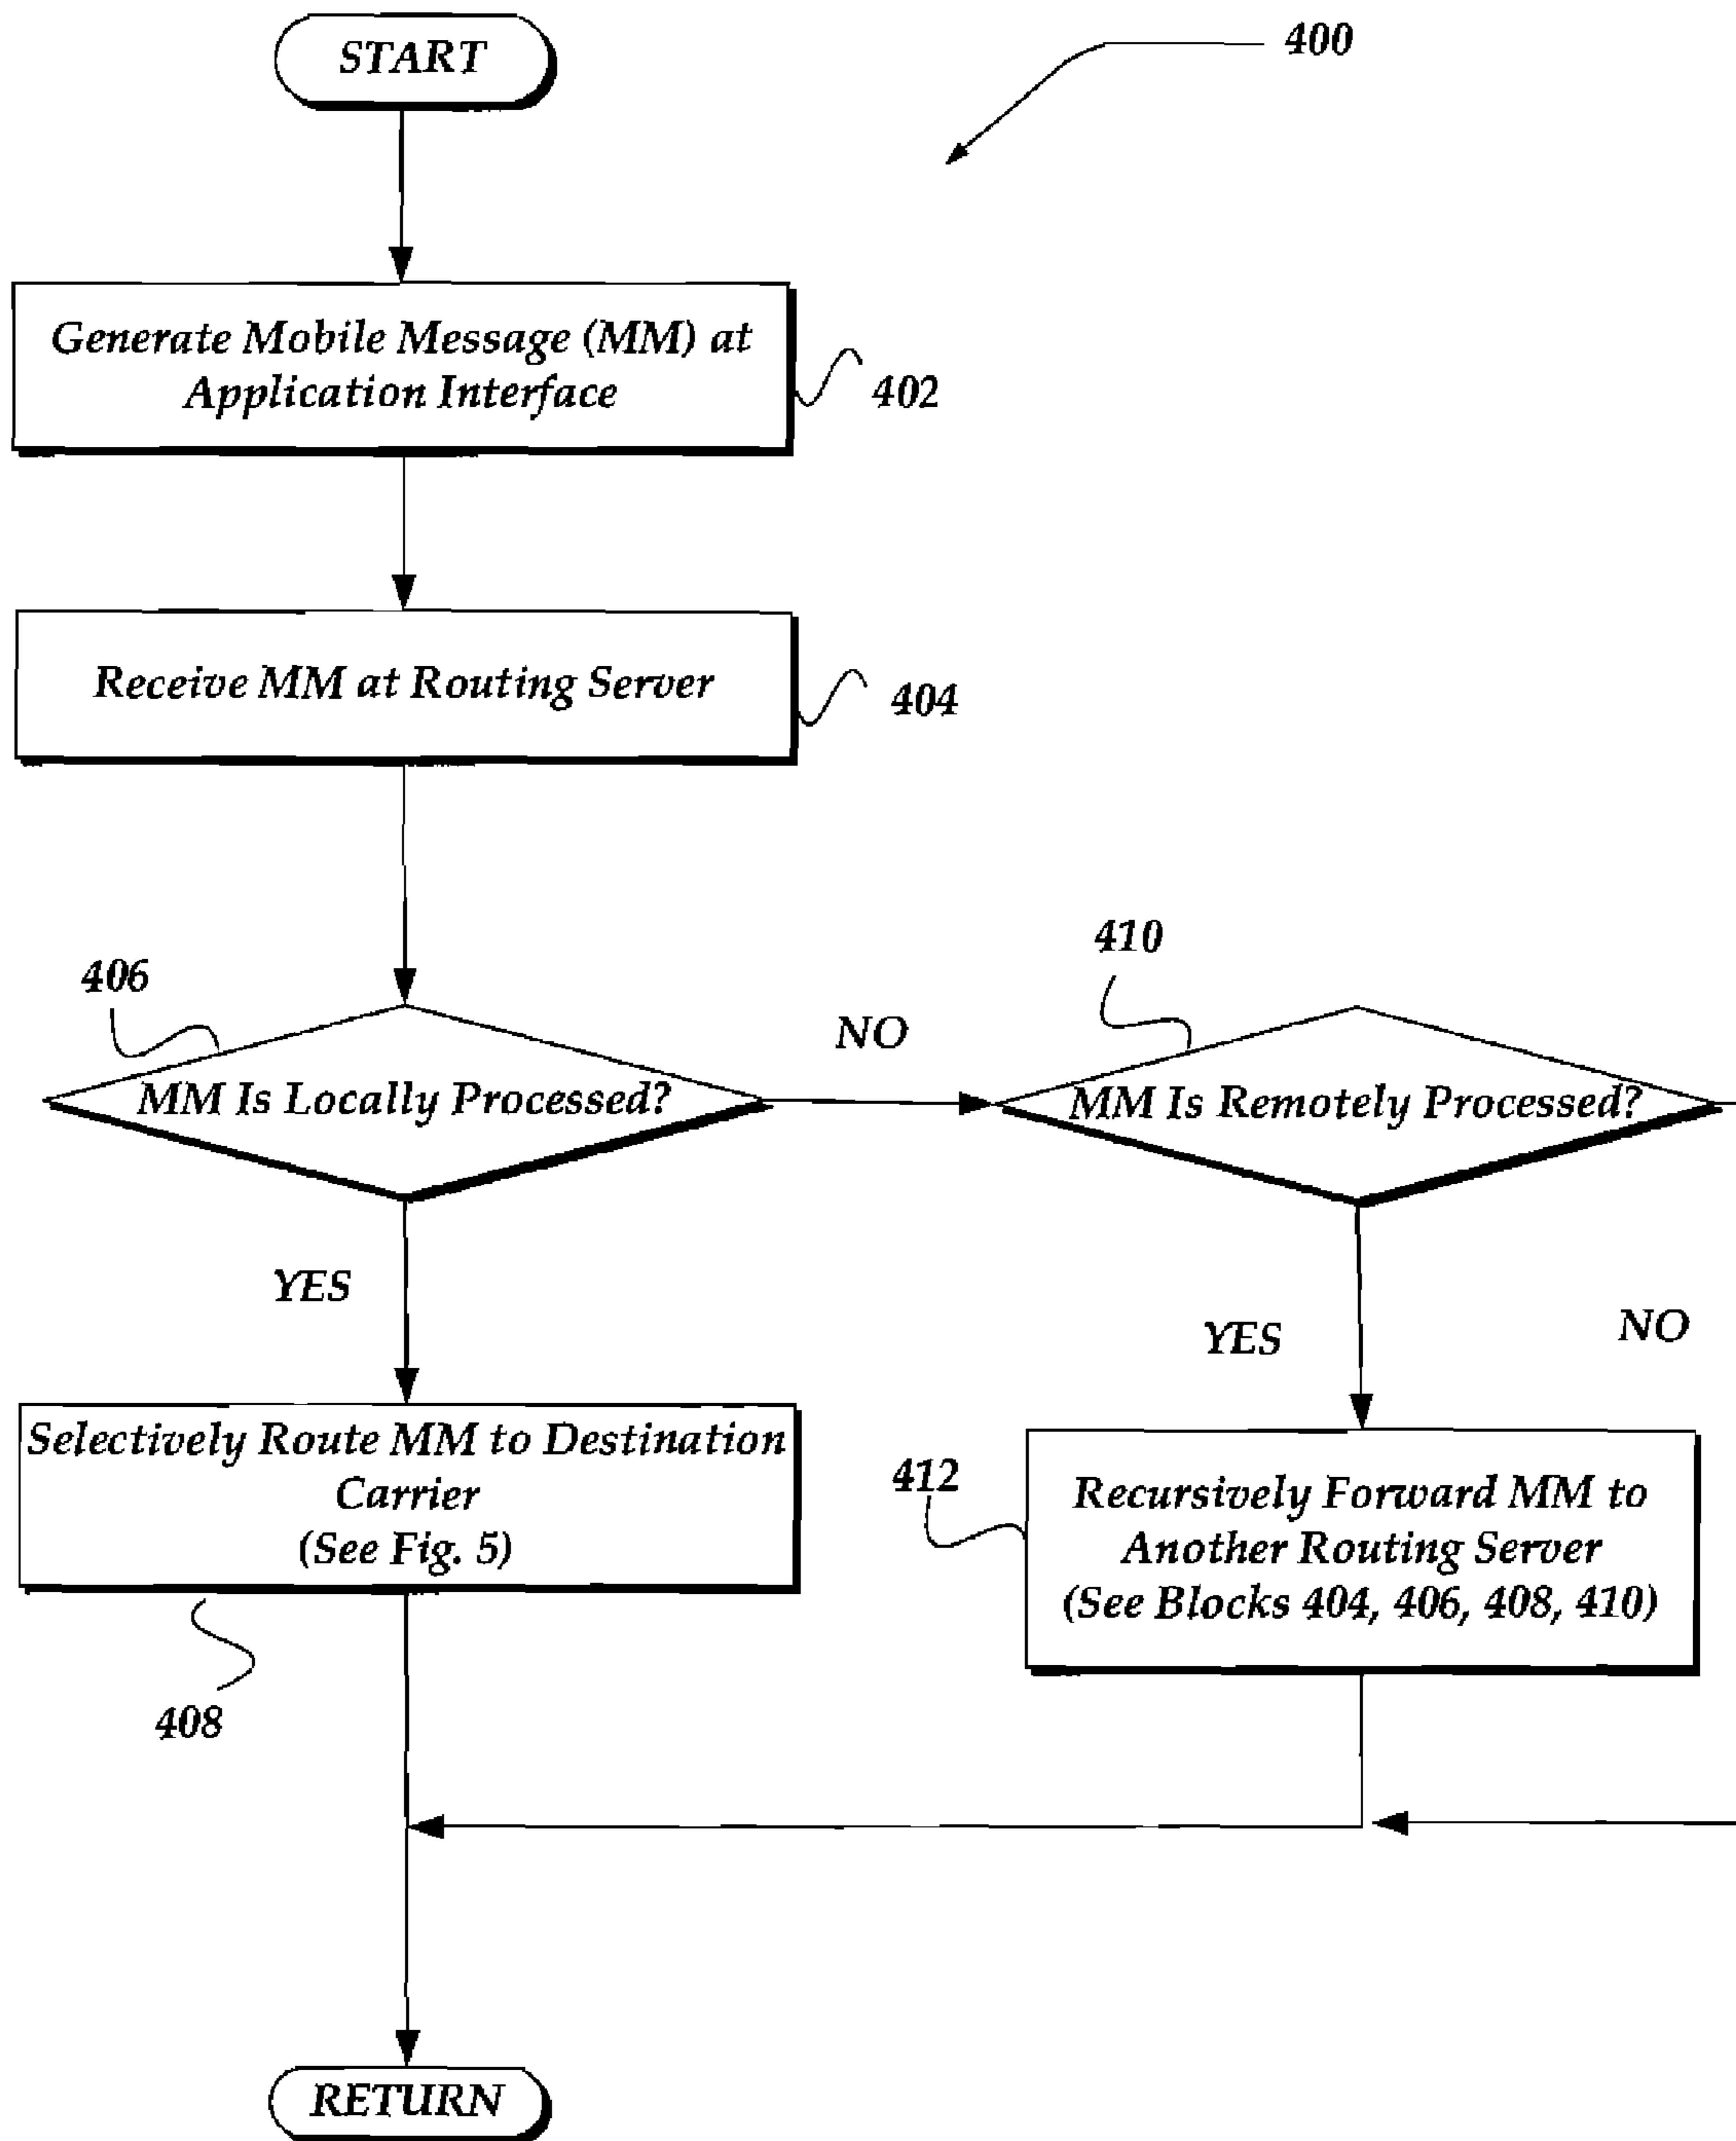 START
400
Generate Mobile Message (MM) at
Application Interface
402
Receive MM at Routing Server
404
406
MM Is Locally Processed?
NO
410
MM Is Remotely Processed?
YES
YES
NO
Selectively Route MM to Destination
Carrier
(See Fig. 5)
408
412
Recursively Forward MM to
Another Routing Server
(See Blocks 404, 406, 408, 410)
RETURN